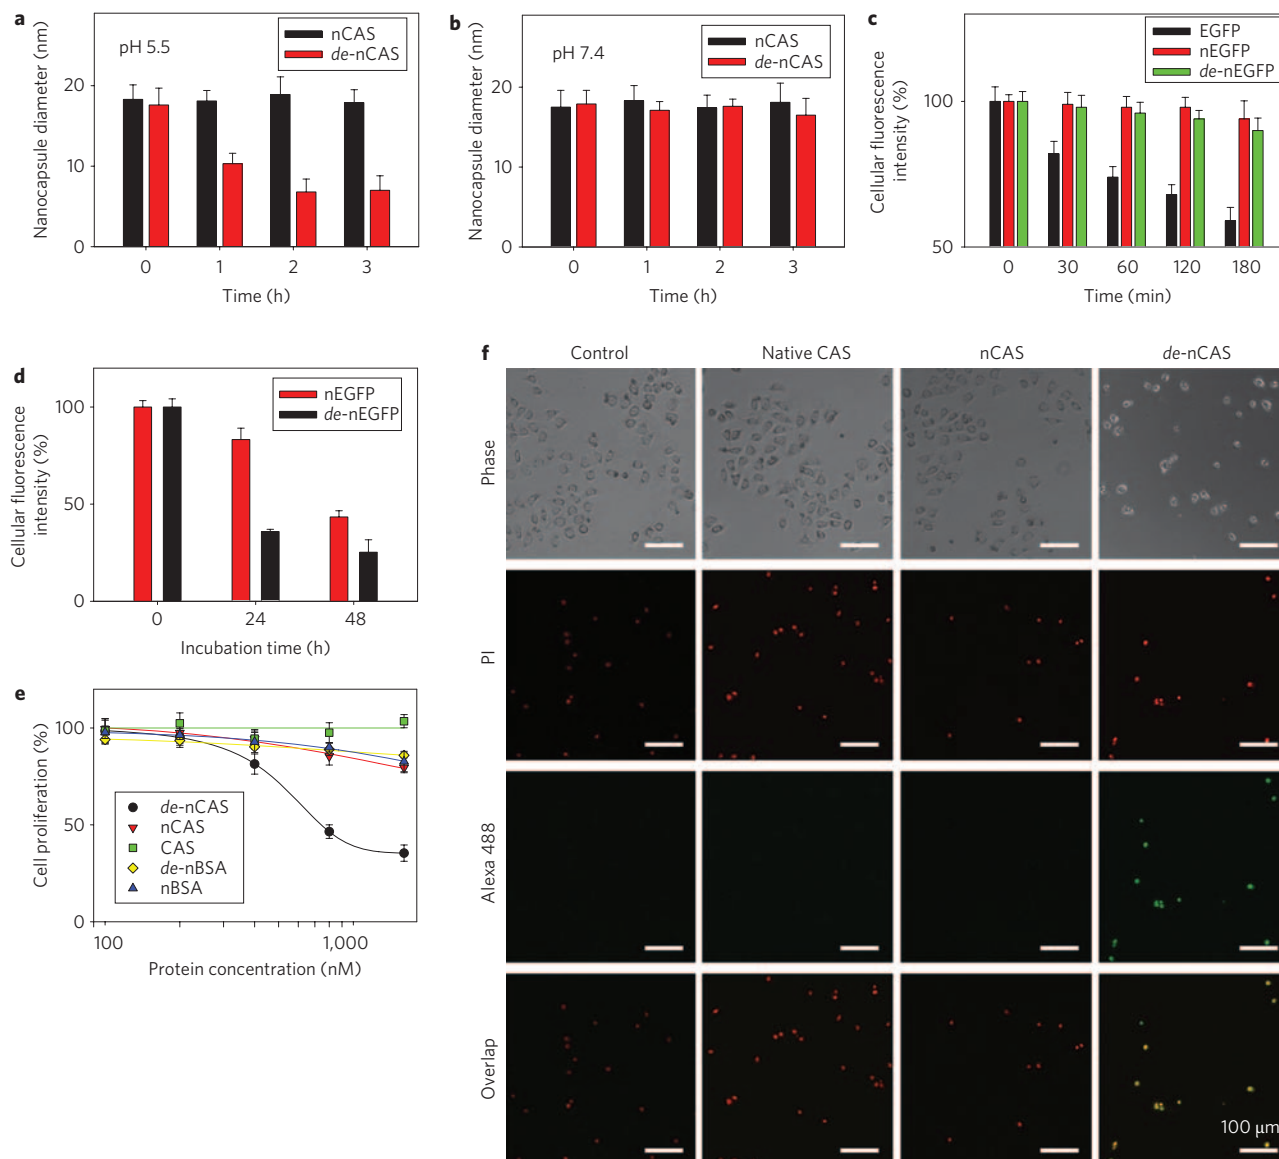 a
pH 5.5
nCAS
de-nCAS
Nanocapsule diameter (nm)
20
10
0
0 1 2 3
Time (h)
b
pH 7.4
nCAS
de-nCAS
Nanocapsule diameter (nm)
20
10
0
0 1 2 3
Time (h)
c
EGFP
nEGFP
de-nEGFP
Cellular fluorescence
intensity (%)
100
50
0 30 60 120 180
Time (min)
d
nEGFP
de-nEGFP
Cellular fluorescence
intensity (%)
100
50
0
0 24 48
Incubation time (h)
e
Cell proliferation (%)
100
50
0
de-nCAS
nCAS
CAS
de-nBSA
nBSA
100 1,000
Protein concentration (nM)
f
Control Native CAS nCAS de-nCAS
Phase
PI
Alexa 488
Overlap
100 μm